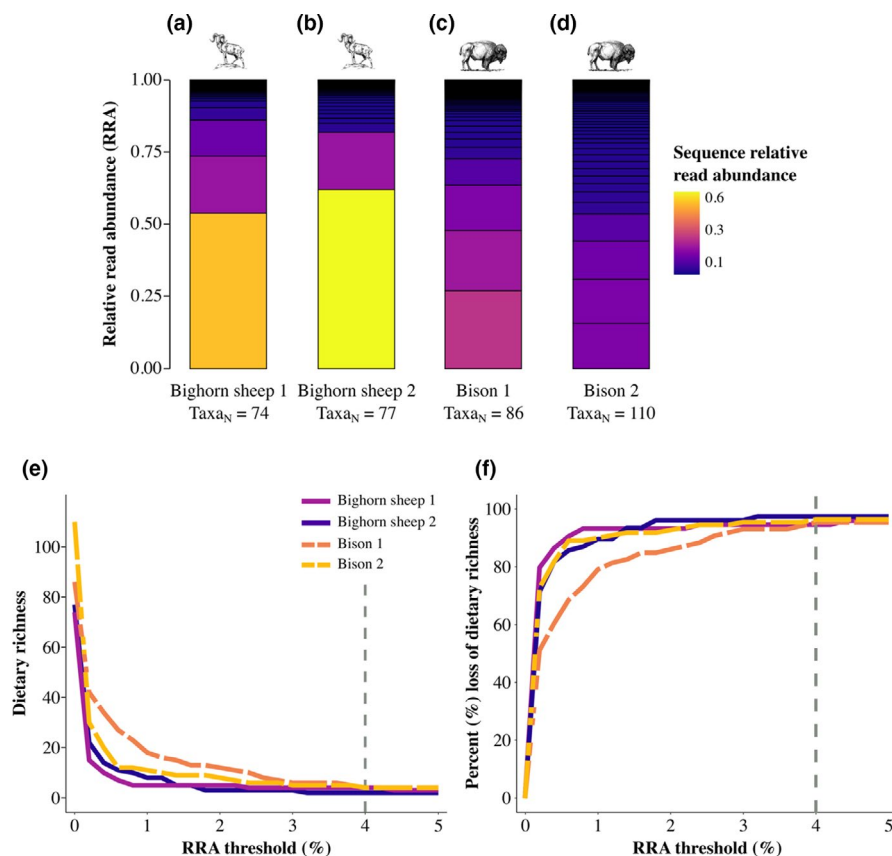 (a) (b) (c) (d)
Relative read abundance (RRA)
1.00
0.75
0.50
0.25
0.00
Bighorn sheep 1
Taxa_N = 74
Bighorn sheep 2
Taxa_N = 77
Bison 1
Taxa_N = 86
Bison 2
Taxa_N = 110
Sequence relative
read abundance
0.6
0.3
0.1
(e)
Dietary richness
100
80
60
40
20
0
Bighorn sheep 1
Bighorn sheep 2
Bison 1
Bison 2
0 1 2 3 4 5
RRA threshold (%)
(f)
Percent (%) loss of dietary richness
100
80
60
40
20
0
0 1 2 3 4 5
RRA threshold (%)